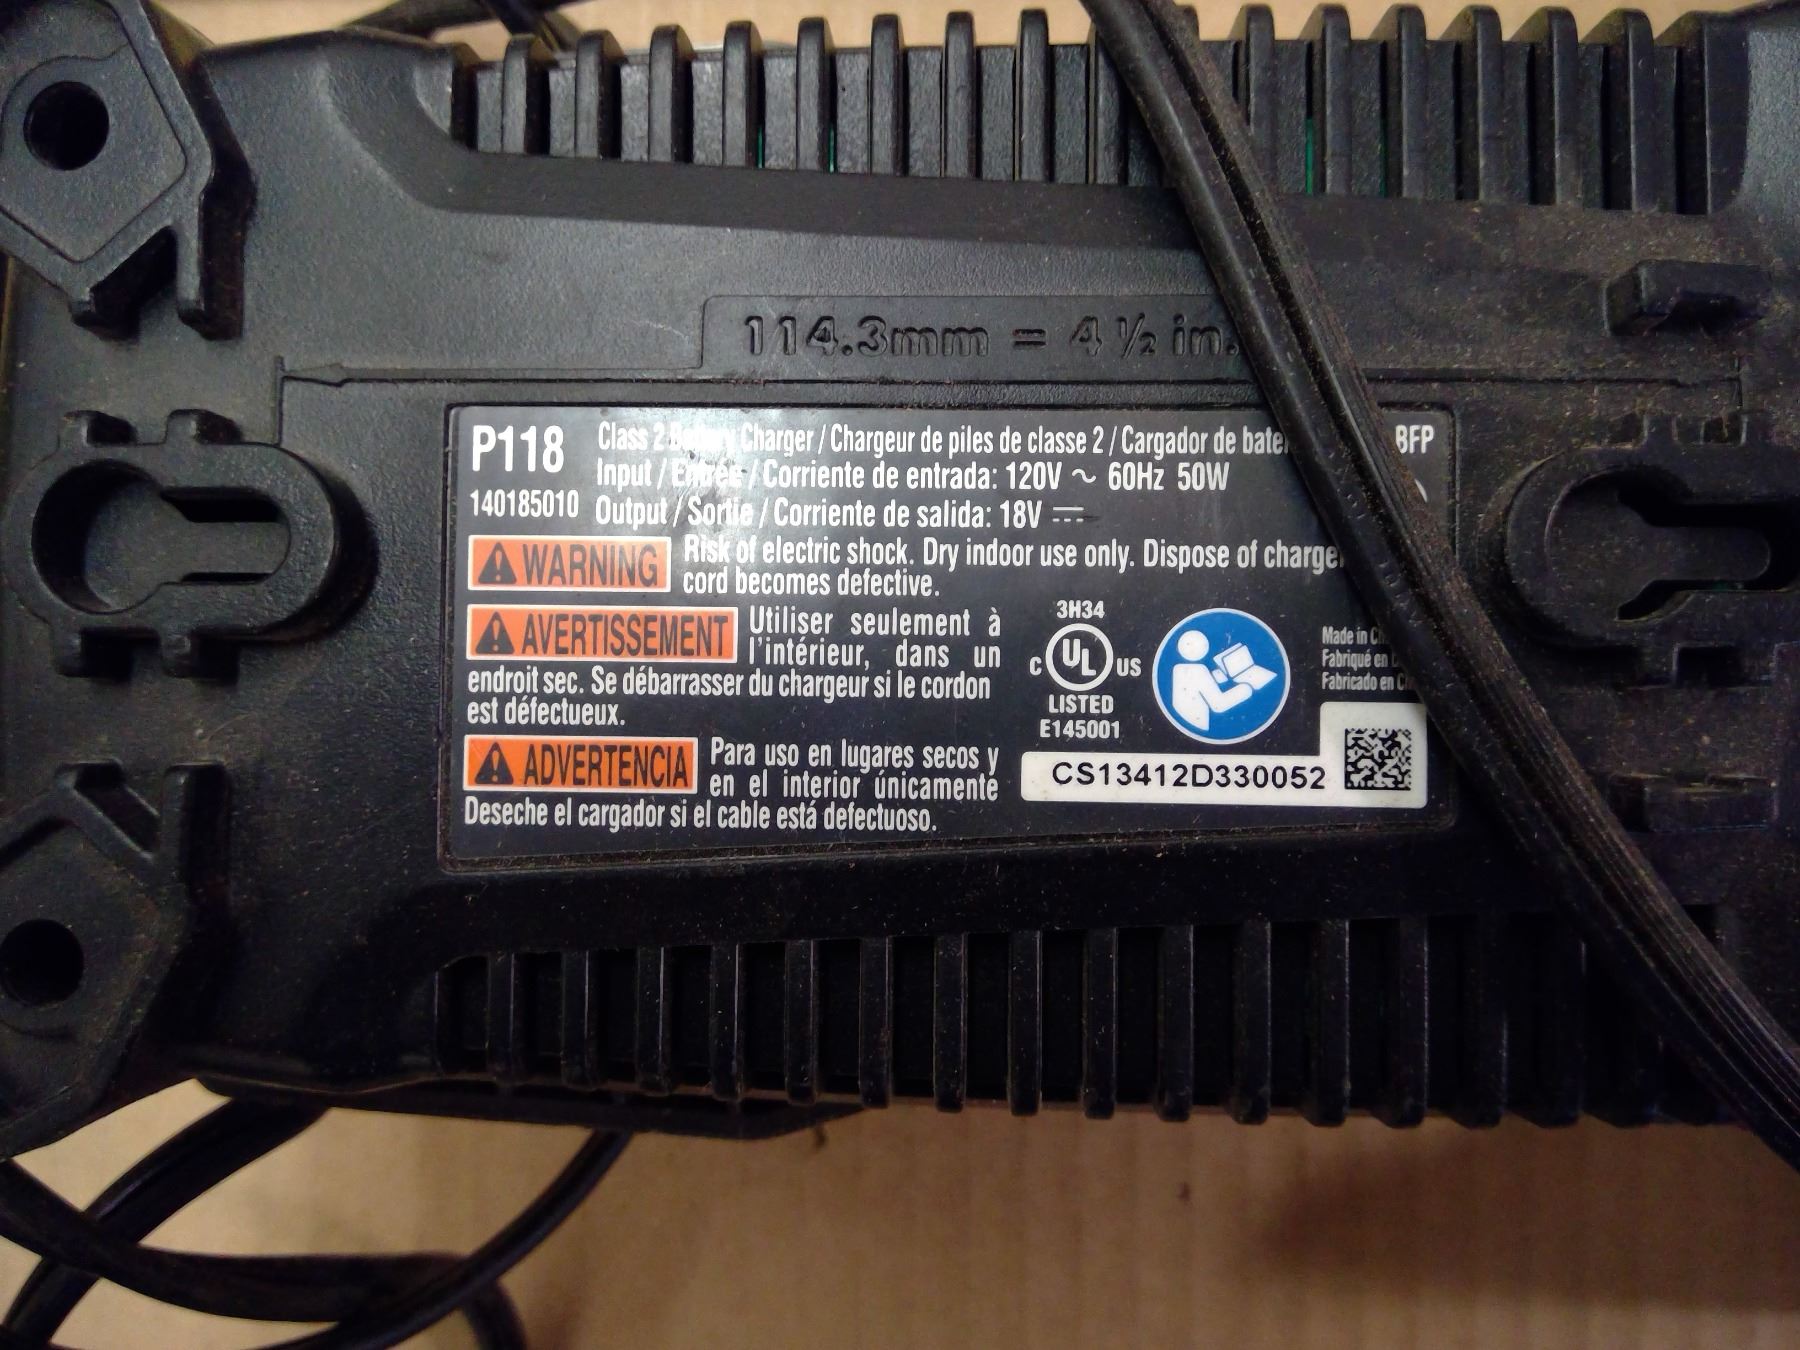 114.3mm = 4 ½ in.
P118 Class 2 Battery Charger / Chargeur de piles de classe 2 / Cargador de BFP
Input / Entrée / Corriente de entrada: 120V ~ 60Hz 50W
140185010 Output / Sortie / Corriente de salida: 18V ⎓
WARNING Risk of electric shock. Dry indoor use only. Dispose of
cord becomes defective.
AVERTISSEMENT Utiliser seulement à
l'intérieur, dans un
endroit sec. Se débarrasser du chargeur si le cordon
est défectueux.
ADVERTENCIA Para uso en lugares secos y
en el interior únicamente
Deseche el cargador si el cable está defectuoso.
3H34
C UL US
LISTED
E145001
Made in
Fabriqué en
Fabricado en
CS13412D330052